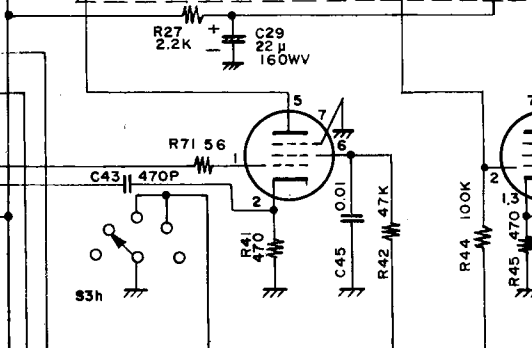 R27
2.2K
+
−
C29
22 μ
160WV
5
7
7
R71 56
1
6
C43 470P
2
2
0.01
47K
100K
1,3
R41
470
C45
R42
R44
470
R45
S3h